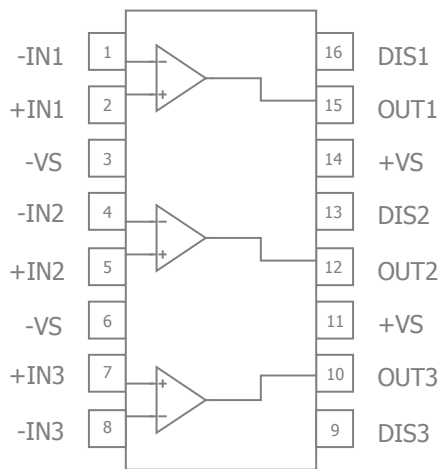 -IN1 1 16 DIS1
+IN1 2 15 OUT1
-VS 3 14 +VS
-IN2 4 13 DIS2
+IN2 5 12 OUT2
-VS 6 11 +VS
+IN3 7 10 OUT3
-IN3 8 9 DIS3